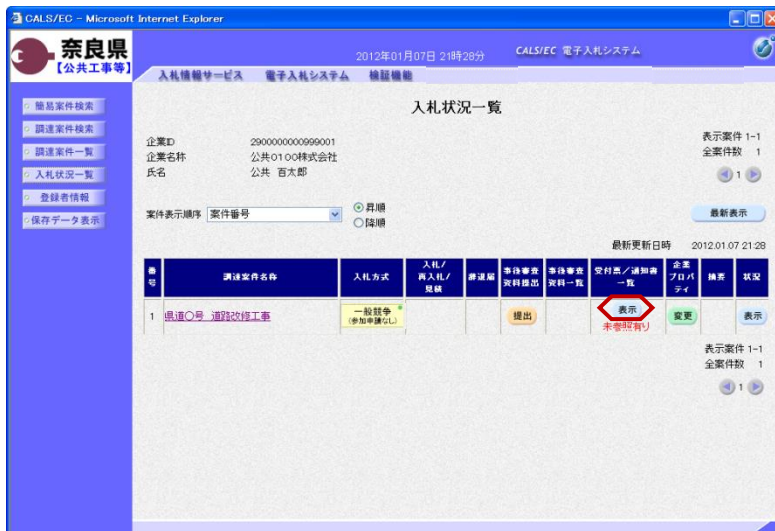 CALS/EC - Microsoft Internet Explorer
奈良県
【公共工事等】
2012年01月07日 21時28分
CALS/EC 電子入札システム
入札情報サービス 電子入札システム 検証機能
簡易案件検索
調達案件検索
調達案件一覧
入札状況一覧
登録者情報
保存データ表示
入札状況一覧
企業ID 2900000000999001
企業名称 公共0100株式会社
氏名 公共 百太郎
表示案件 1-1
全案件数 1
1
案件表示順序 案件番号
昇順
降順
最新表示
最新更新日時 2012.01.07 21:28
番号 調達案件名称 入札方式 入札/再入札/見積 辞退届 事後審査資料提出 事後審査資料一覧 受付票/通知書一覧 企業プロパティ 摘要 状況
1 県道〇号 道路改修工事 一般競争(参加申請なし) 提出 表示 未参照有り 変更 表示
表示案件 1-1
全案件数 1
1